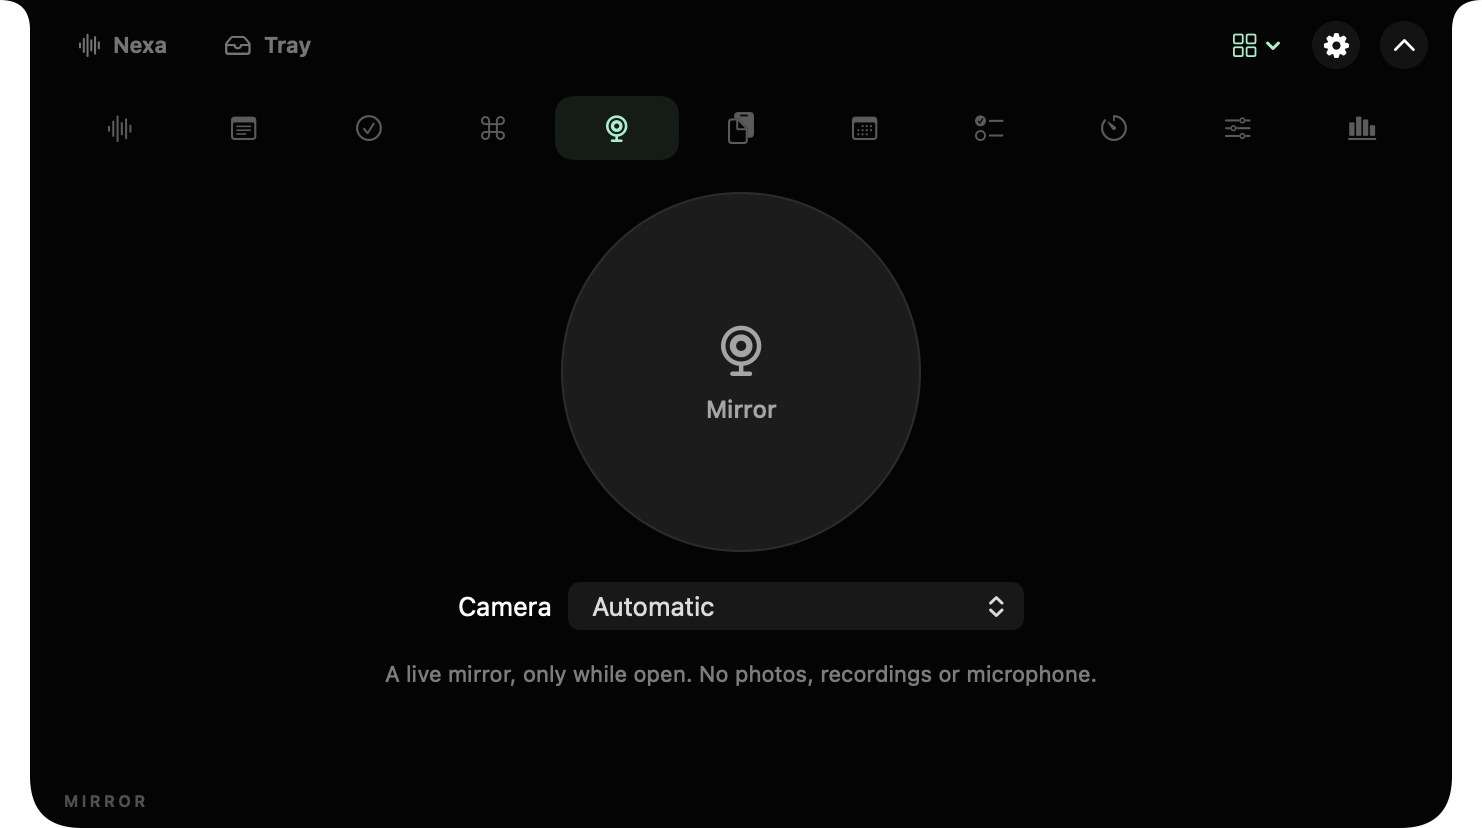 Nexa
Tray
Mirror
Camera
Automatic
A live mirror, only while open. No photos, recordings or microphone.
MIRROR